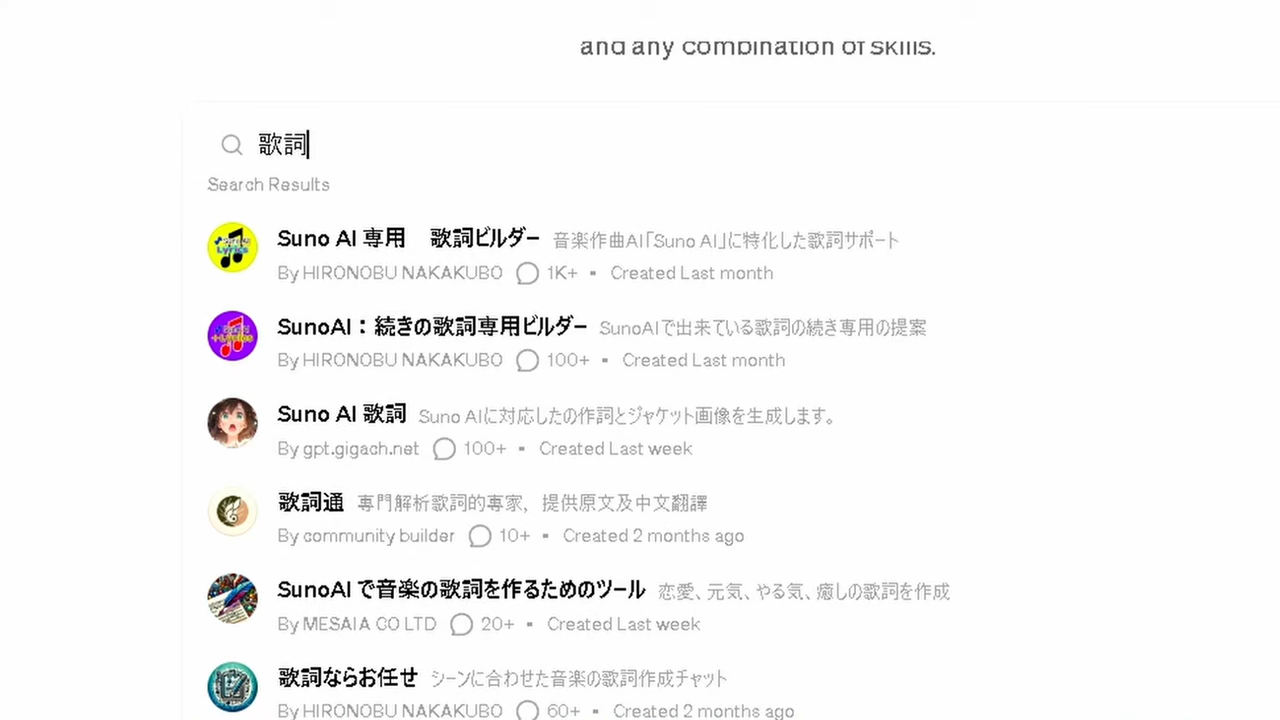 and any combination of skills.
歌詞
Search Results
Suno AI 専用　歌詞ビルダー 音楽作曲AI「Suno AI」に特化した歌詞サポート
By HIRONOBU NAKAKUBO 1K+ ▪ Created Last month
SunoAI：続きの歌詞専用ビルダー SunoAIで出来ている歌詞の続き専用の提案
By HIRONOBU NAKAKUBO 100+ ▪ Created Last month
Suno AI 歌詞 Suno AIに対応したの作詞とジャケット画像を生成します。
By gpt.gigach.net 100+ ▪ Created Last week
歌詞通 專門解析歌詞的專家，提供原文及中文翻譯
By community builder 10+ ▪ Created 2 months ago
SunoAI で音楽の歌詞を作るためのツール 恋愛、元気、やる気、癒しの歌詞を作成
By MESAIA CO LTD 20+ ▪ Created Last week
歌詞ならお任せ シーンに合わせた音楽の歌詞作成チャット
By HIRONOBU NAKAKUBO 60+ ▪ Created 2 months ago